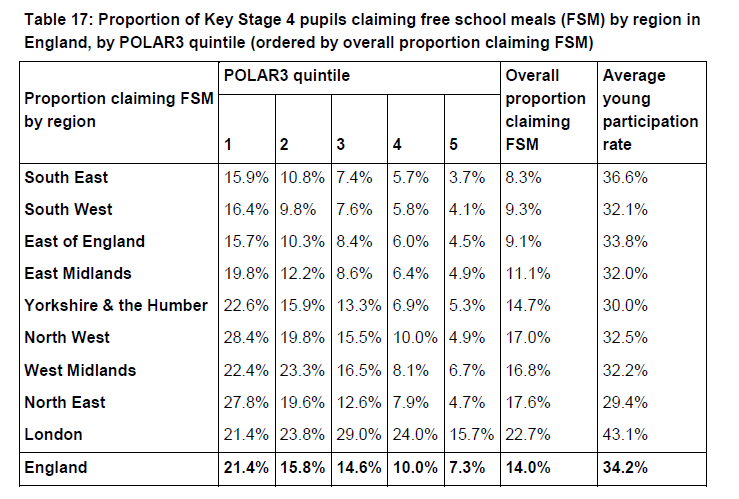 Table 17: Proportion of Key Stage 4 pupils claiming free school meals (FSM) by region in
England, by POLAR3 quintile (ordered by overall proportion claiming FSM)
Proportion claiming FSM
by region
POLAR3 quintile
1 2 3 4 5
Overall
proportion
claiming
FSM
Average
young
participation
rate
South East 15.9% 10.8% 7.4% 5.7% 3.7% 8.3% 36.6%
South West 16.4% 9.8% 7.6% 5.8% 4.1% 9.3% 32.1%
East of England 15.7% 10.3% 8.4% 6.0% 4.5% 9.1% 33.8%
East Midlands 19.8% 12.2% 8.6% 6.4% 4.9% 11.1% 32.0%
Yorkshire & the Humber 22.6% 15.9% 13.3% 6.9% 5.3% 14.7% 30.0%
North West 28.4% 19.8% 15.5% 10.0% 4.9% 17.0% 32.5%
West Midlands 22.4% 23.3% 16.5% 8.1% 6.7% 16.8% 32.2%
North East 27.8% 19.6% 12.6% 7.9% 4.7% 17.6% 29.4%
London 21.4% 23.8% 29.0% 24.0% 15.7% 22.7% 43.1%
England 21.4% 15.8% 14.6% 10.0% 7.3% 14.0% 34.2%